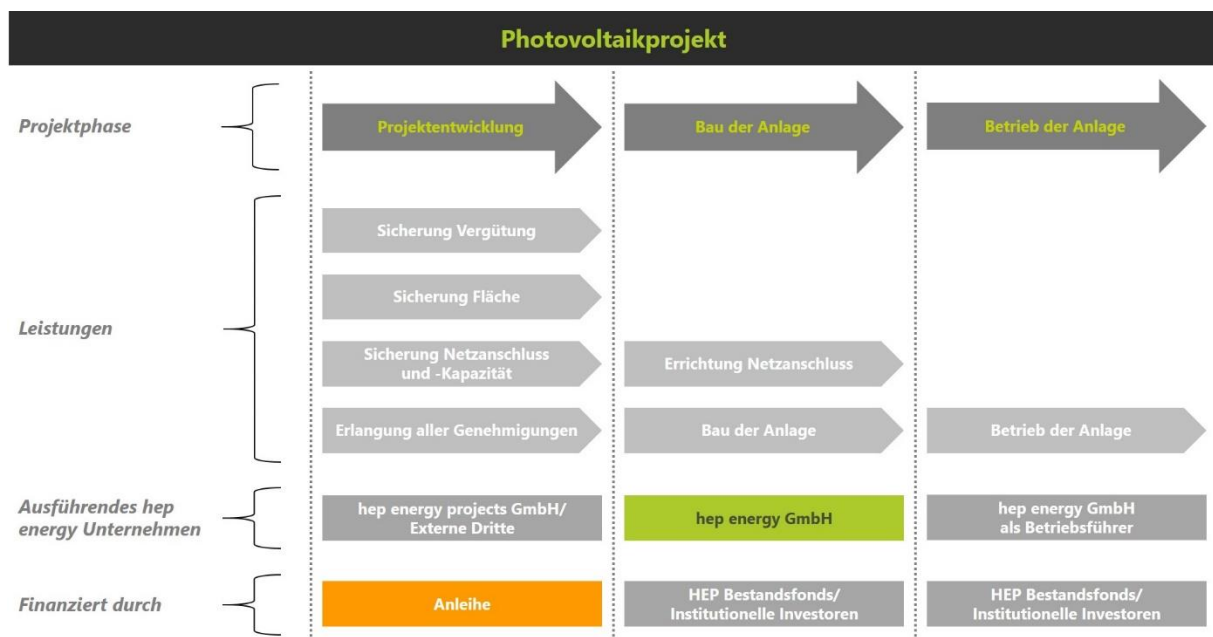 Photovoltaikprojekt
Projektphase
Projektentwicklung
Bau der Anlage
Betrieb der Anlage
Leistungen
Sicherung Vergütung
Sicherung Fläche
Sicherung Netzanschluss
und -Kapazität
Errichtung Netzanschluss
Erlangung aller Genehmigungen
Bau der Anlage
Betrieb der Anlage
Ausführendes hep
energy Unternehmen
hep energy projects GmbH/
Externe Dritte
hep energy GmbH
hep energy GmbH
als Betriebsführer
Finanziert durch
Anleihe
HEP Bestandsfonds/
Institutionelle Investoren
HEP Bestandsfonds/
Institutionelle Investoren